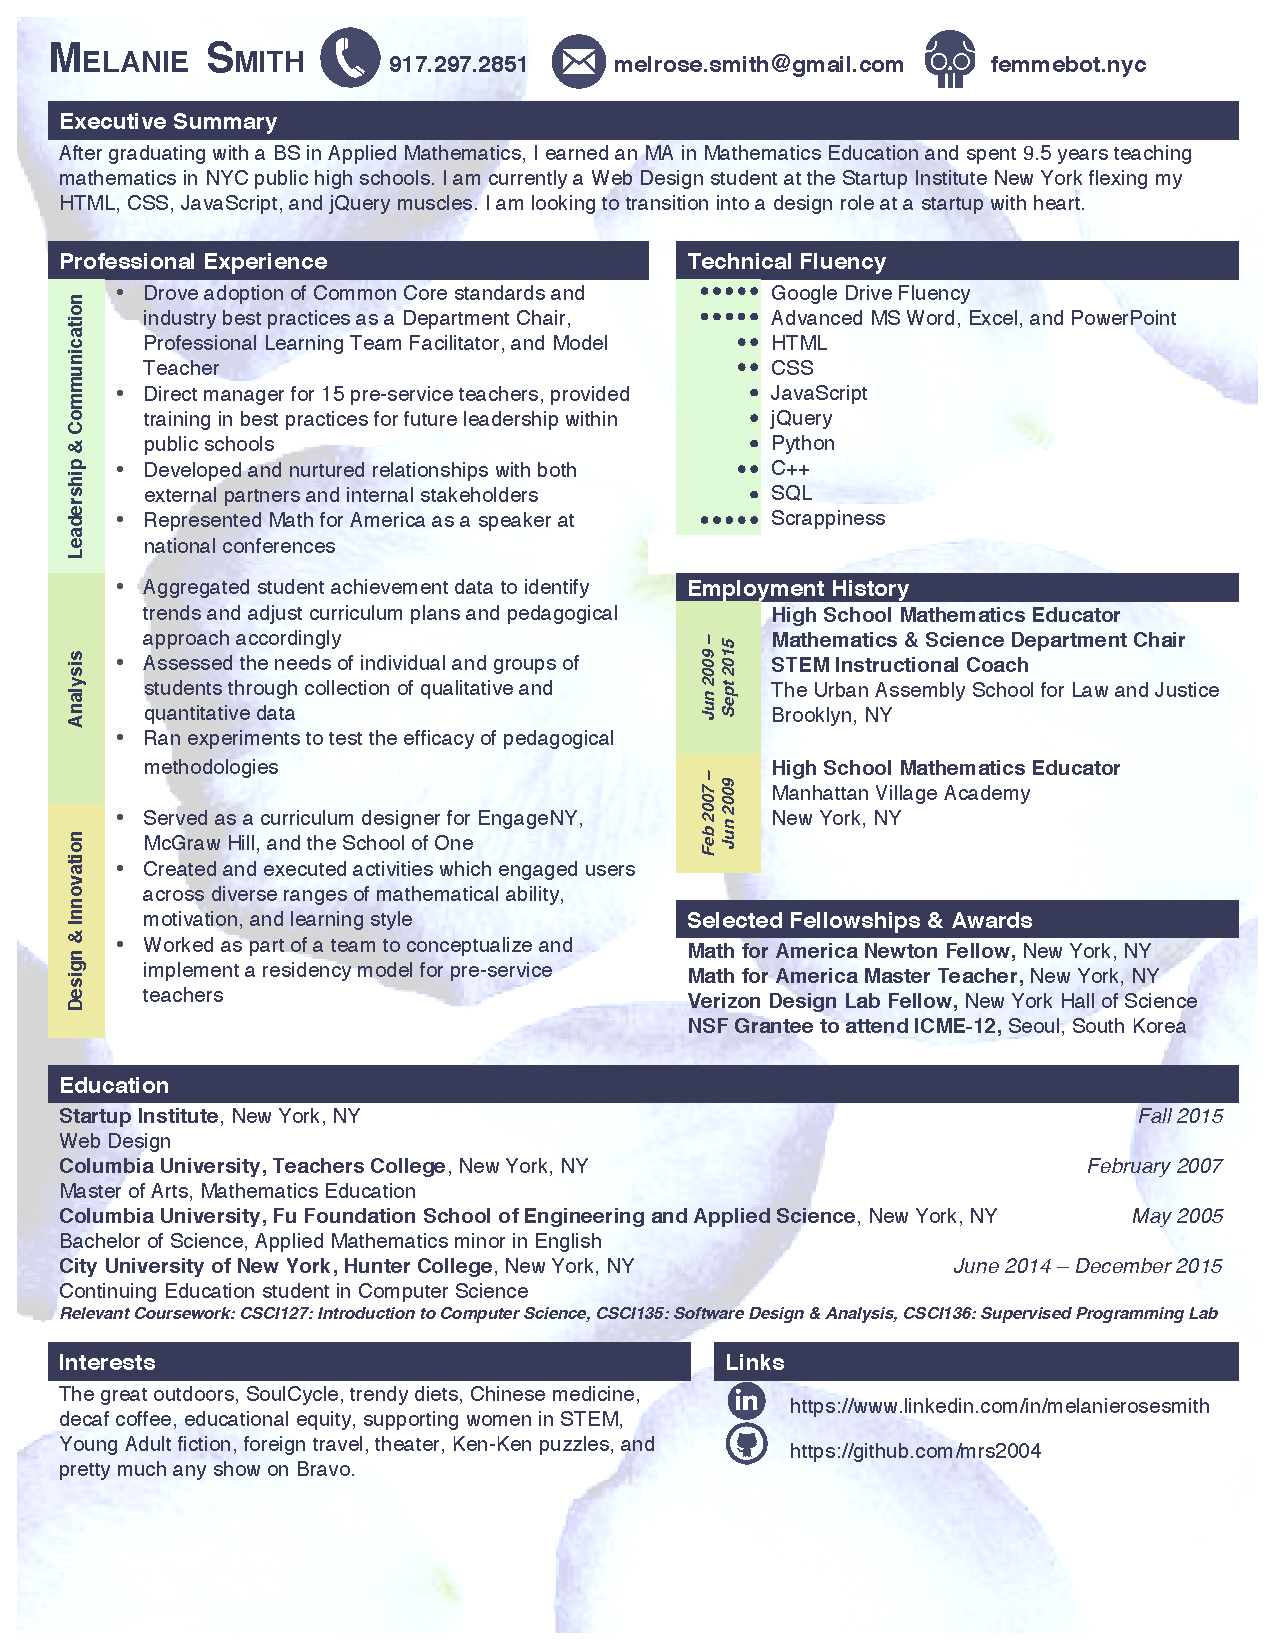 MELANIE SMITH 917.297.2851 melrose.smith@gmail.com femmebot.nyc
Executive Summary
After graduating with a BS in Applied Mathematics, I earned an MA in Mathematics Education and spent 9.5 years teaching
mathematics in NYC public high schools. I am currently a Web Design student at the Startup Institute New York flexing my
HTML, CSS, JavaScript, and jQuery muscles. I am looking to transition into a design role at a startup with heart.
Professional Experience
Leadership & Communication
• Drove adoption of Common Core standards and
industry best practices as a Department Chair,
Professional Learning Team Facilitator, and Model
Teacher
• Direct manager for 15 pre-service teachers, provided
training in best practices for future leadership within
public schools
• Developed and nurtured relationships with both
external partners and internal stakeholders
• Represented Math for America as a speaker at
national conferences
Analysis
• Aggregated student achievement data to identify
trends and adjust curriculum plans and pedagogical
approach accordingly
• Assessed the needs of individual and groups of
students through collection of qualitative and
quantitative data
• Ran experiments to test the efficacy of pedagogical
methodologies
Design & Innovation
• Served as a curriculum designer for EngageNY,
McGraw Hill, and the School of One
• Created and executed activities which engaged users
across diverse ranges of mathematical ability,
motivation, and learning style
• Worked as part of a team to conceptualize and
implement a residency model for pre-service
teachers
Technical Fluency
••••• Google Drive Fluency
••••• Advanced MS Word, Excel, and PowerPoint
•• HTML
•• CSS
• JavaScript
• jQuery
• Python
•• C++
• SQL
••••• Scrappiness
Employment History
Jun 2009 –
Sept 2015
High School Mathematics Educator
Mathematics & Science Department Chair
STEM Instructional Coach
The Urban Assembly School for Law and Justice
Brooklyn, NY
Feb 2007 –
Jun 2009
High School Mathematics Educator
Manhattan Village Academy
New York, NY
Selected Fellowships & Awards
Math for America Newton Fellow, New York, NY
Math for America Master Teacher, New York, NY
Verizon Design Lab Fellow, New York Hall of Science
NSF Grantee to attend ICME-12, Seoul, South Korea
Education
Startup Institute, New York, NY Fall 2015
Web Design
Columbia University, Teachers College, New York, NY February 2007
Master of Arts, Mathematics Education
Columbia University, Fu Foundation School of Engineering and Applied Science, New York, NY May 2005
Bachelor of Science, Applied Mathematics minor in English
City University of New York, Hunter College, New York, NY June 2014 – December 2015
Continuing Education student in Computer Science
Relevant Coursework: CSCI127: Introduction to Computer Science, CSCI135: Software Design & Analysis, CSCI136: Supervised Programming Lab
Interests
The great outdoors, SoulCycle, trendy diets, Chinese medicine,
decaf coffee, educational equity, supporting women in STEM,
Young Adult fiction, foreign travel, theater, Ken-Ken puzzles, and
pretty much any show on Bravo.
Links
in https://www.linkedin.com/in/melanierosesmith
https://github.com/mrs2004